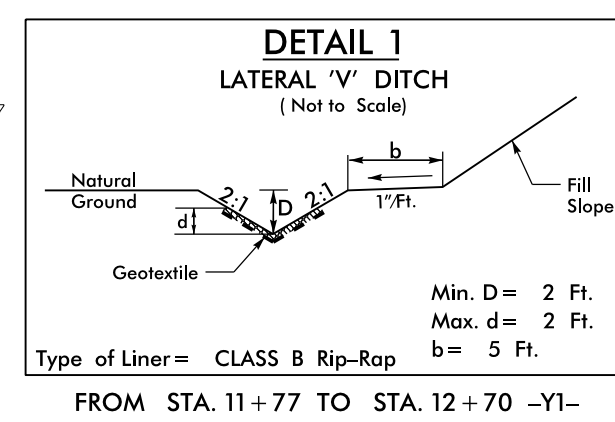 DETAIL 1
LATERAL 'V' DITCH
( Not to Scale)
b
Natural
Ground
2:1
D
2:1
1"/Ft.
Fill
Slope
d
Geotextile
Min. D = 2 Ft.
Max. d = 2 Ft.
Type of Liner = CLASS B Rip-Rap
b = 5 Ft.
FROM STA. 11+77 TO STA. 12+70 -Y1-